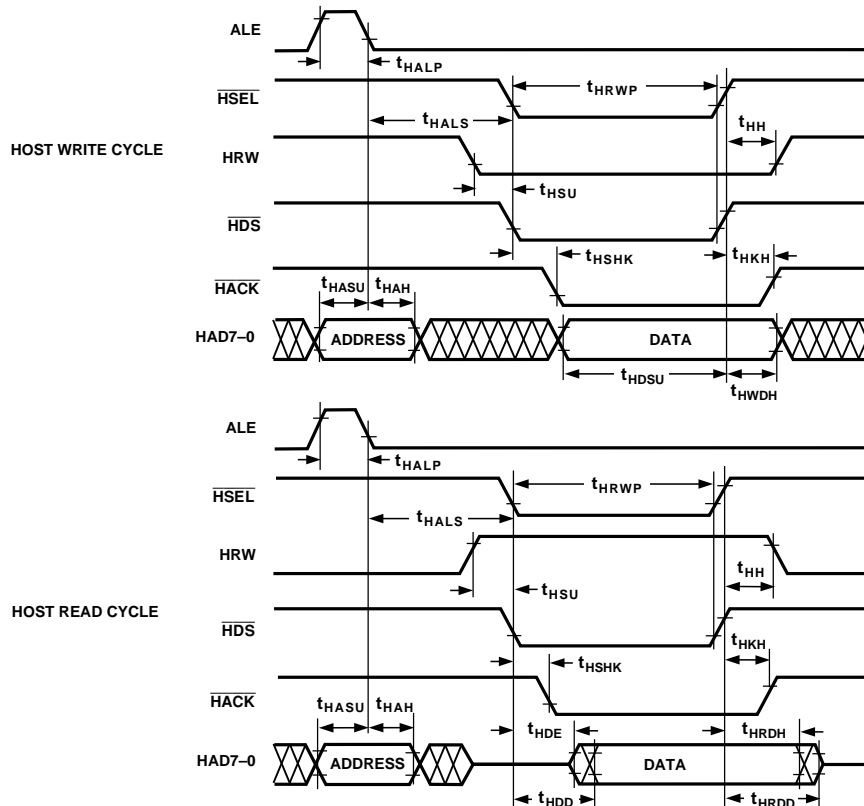 ALE
tHALP
HSEL
tHRWP
tHALS
HOST WRITE CYCLE
HRW
tHH
tHSU
HDS
tHSHK
tHKH
HACK
tHASU
tHAH
HAD7–0
ADDRESS
DATA
tHDSU
tHWDH
ALE
tHALP
HSEL
tHRWP
tHALS
HRW
tHH
tHSU
HOST READ CYCLE
HDS
tHKH
tHSHK
HACK
tHASU
tHAH
tHDE
tHRDH
HAD7–0
ADDRESS
DATA
tHDD
tHRDD